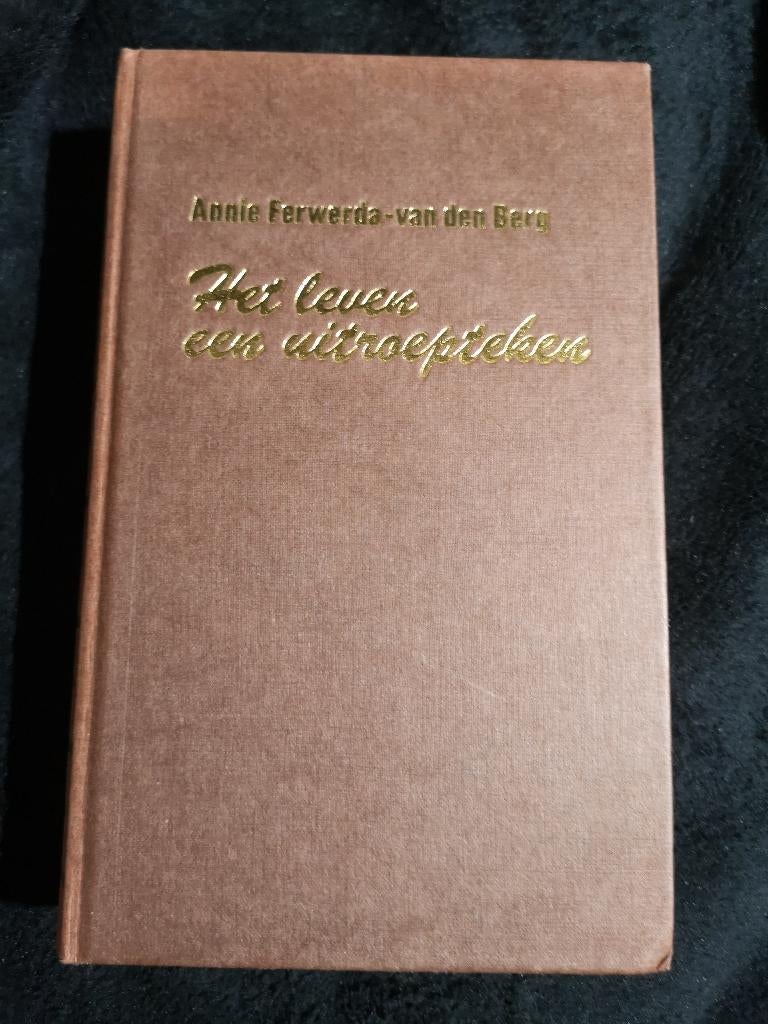 Annie Ferwerda-van den Berg
Het leven
een uitroepteken